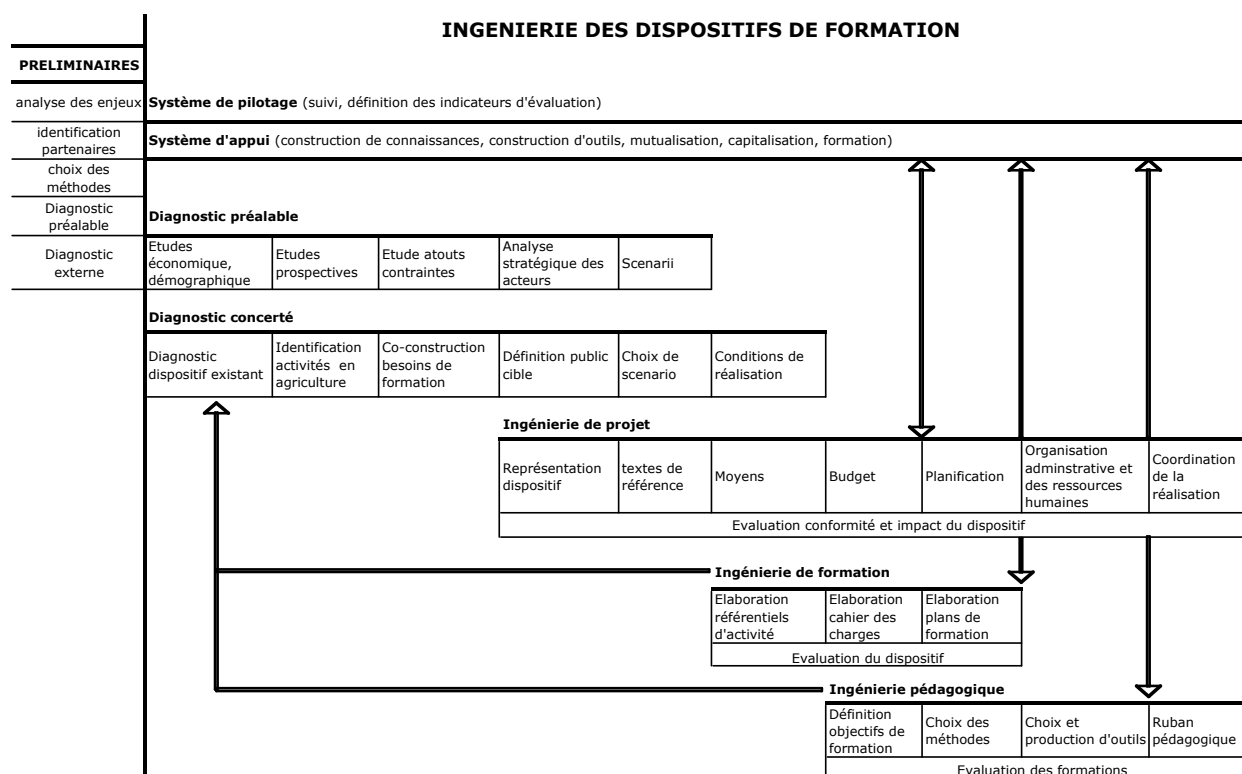 INGENIERIE DES DISPOSITIFS DE FORMATION
PRELIMINAIRES
analyse des enjeux
Système de pilotage (suivi, définition des indicateurs d'évaluation)
identification
partenaires
Système d'appui (construction de connaissances, construction d'outils, mutualisation, capitalisation, formation)
choix des
méthodes
Diagnostic
préalable
Diagnostic préalable
Diagnostic
externe
Etudes
économique,
démographique
Etudes
prospectives
Etude atouts
contraintes
Analyse
stratégique des
acteurs
Scenarii
Diagnostic concerté
Diagnostic
dispositif existant
Identification
activités en
agriculture
Co-construction
besoins de
formation
Définition public
cible
Choix de
scenario
Conditions de
réalisation
Ingénierie de projet
Représentation
dispositif
textes de
référence
Moyens
Budget
Planification
Organisation
adminstrative et
des ressources
humaines
Coordination
de la
réalisation
Evaluation conformité et impact du dispositif
Ingénierie de formation
Elaboration
référentiels
d'activité
Elaboration
cahier des
charges
Elaboration
plans de
formation
Evaluation du dispositif
Ingénierie pédagogique
Définition
objectifs de
formation
Choix des
méthodes
Choix et
production d'outils
Ruban
pédagogique
Evaluation des formations